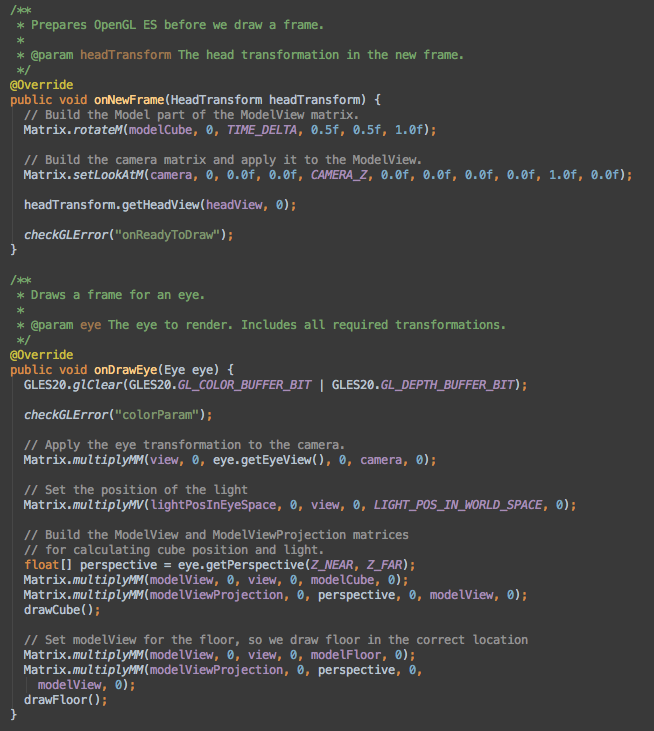 /**
 * Prepares OpenGL ES before we draw a frame.
 *
 * @param headTransform The head transformation in the new frame.
 */
@Override
public void onNewFrame(HeadTransform headTransform) {
  // Build the Model part of the ModelView matrix.
  Matrix.rotateM(modelCube, 0, TIME_DELTA, 0.5f, 0.5f, 1.0f);

  // Build the camera matrix and apply it to the ModelView.
  Matrix.setLookAtM(camera, 0, 0.0f, 0.0f, CAMERA_Z, 0.0f, 0.0f, 0.0f, 0.0f, 1.0f, 0.0f);

  headTransform.getHeadView(headView, 0);

  checkGLError("onReadyToDraw");
}

/**
 * Draws a frame for an eye.
 *
 * @param eye The eye to render. Includes all required transformations.
 */
@Override
public void onDrawEye(Eye eye) {
  GLES20.glClear(GLES20.GL_COLOR_BUFFER_BIT | GLES20.GL_DEPTH_BUFFER_BIT);

  checkGLError("colorParam");

  // Apply the eye transformation to the camera.
  Matrix.multiplyMM(view, 0, eye.getEyeView(), 0, camera, 0);

  // Set the position of the light
  Matrix.multiplyMV(lightPosInEyeSpace, 0, view, 0, LIGHT_POS_IN_WORLD_SPACE, 0);

  // Build the ModelView and ModelViewProjection matrices
  // for calculating cube position and light.
  float[] perspective = eye.getPerspective(Z_NEAR, Z_FAR);
  Matrix.multiplyMM(modelView, 0, view, 0, modelCube, 0);
  Matrix.multiplyMM(modelViewProjection, 0, perspective, 0, modelView, 0);
  drawCube();

  // Set modelView for the floor, so we draw floor in the correct location
  Matrix.multiplyMM(modelView, 0, view, 0, modelFloor, 0);
  Matrix.multiplyMM(modelViewProjection, 0, perspective, 0,
    modelView, 0);
  drawFloor();
}